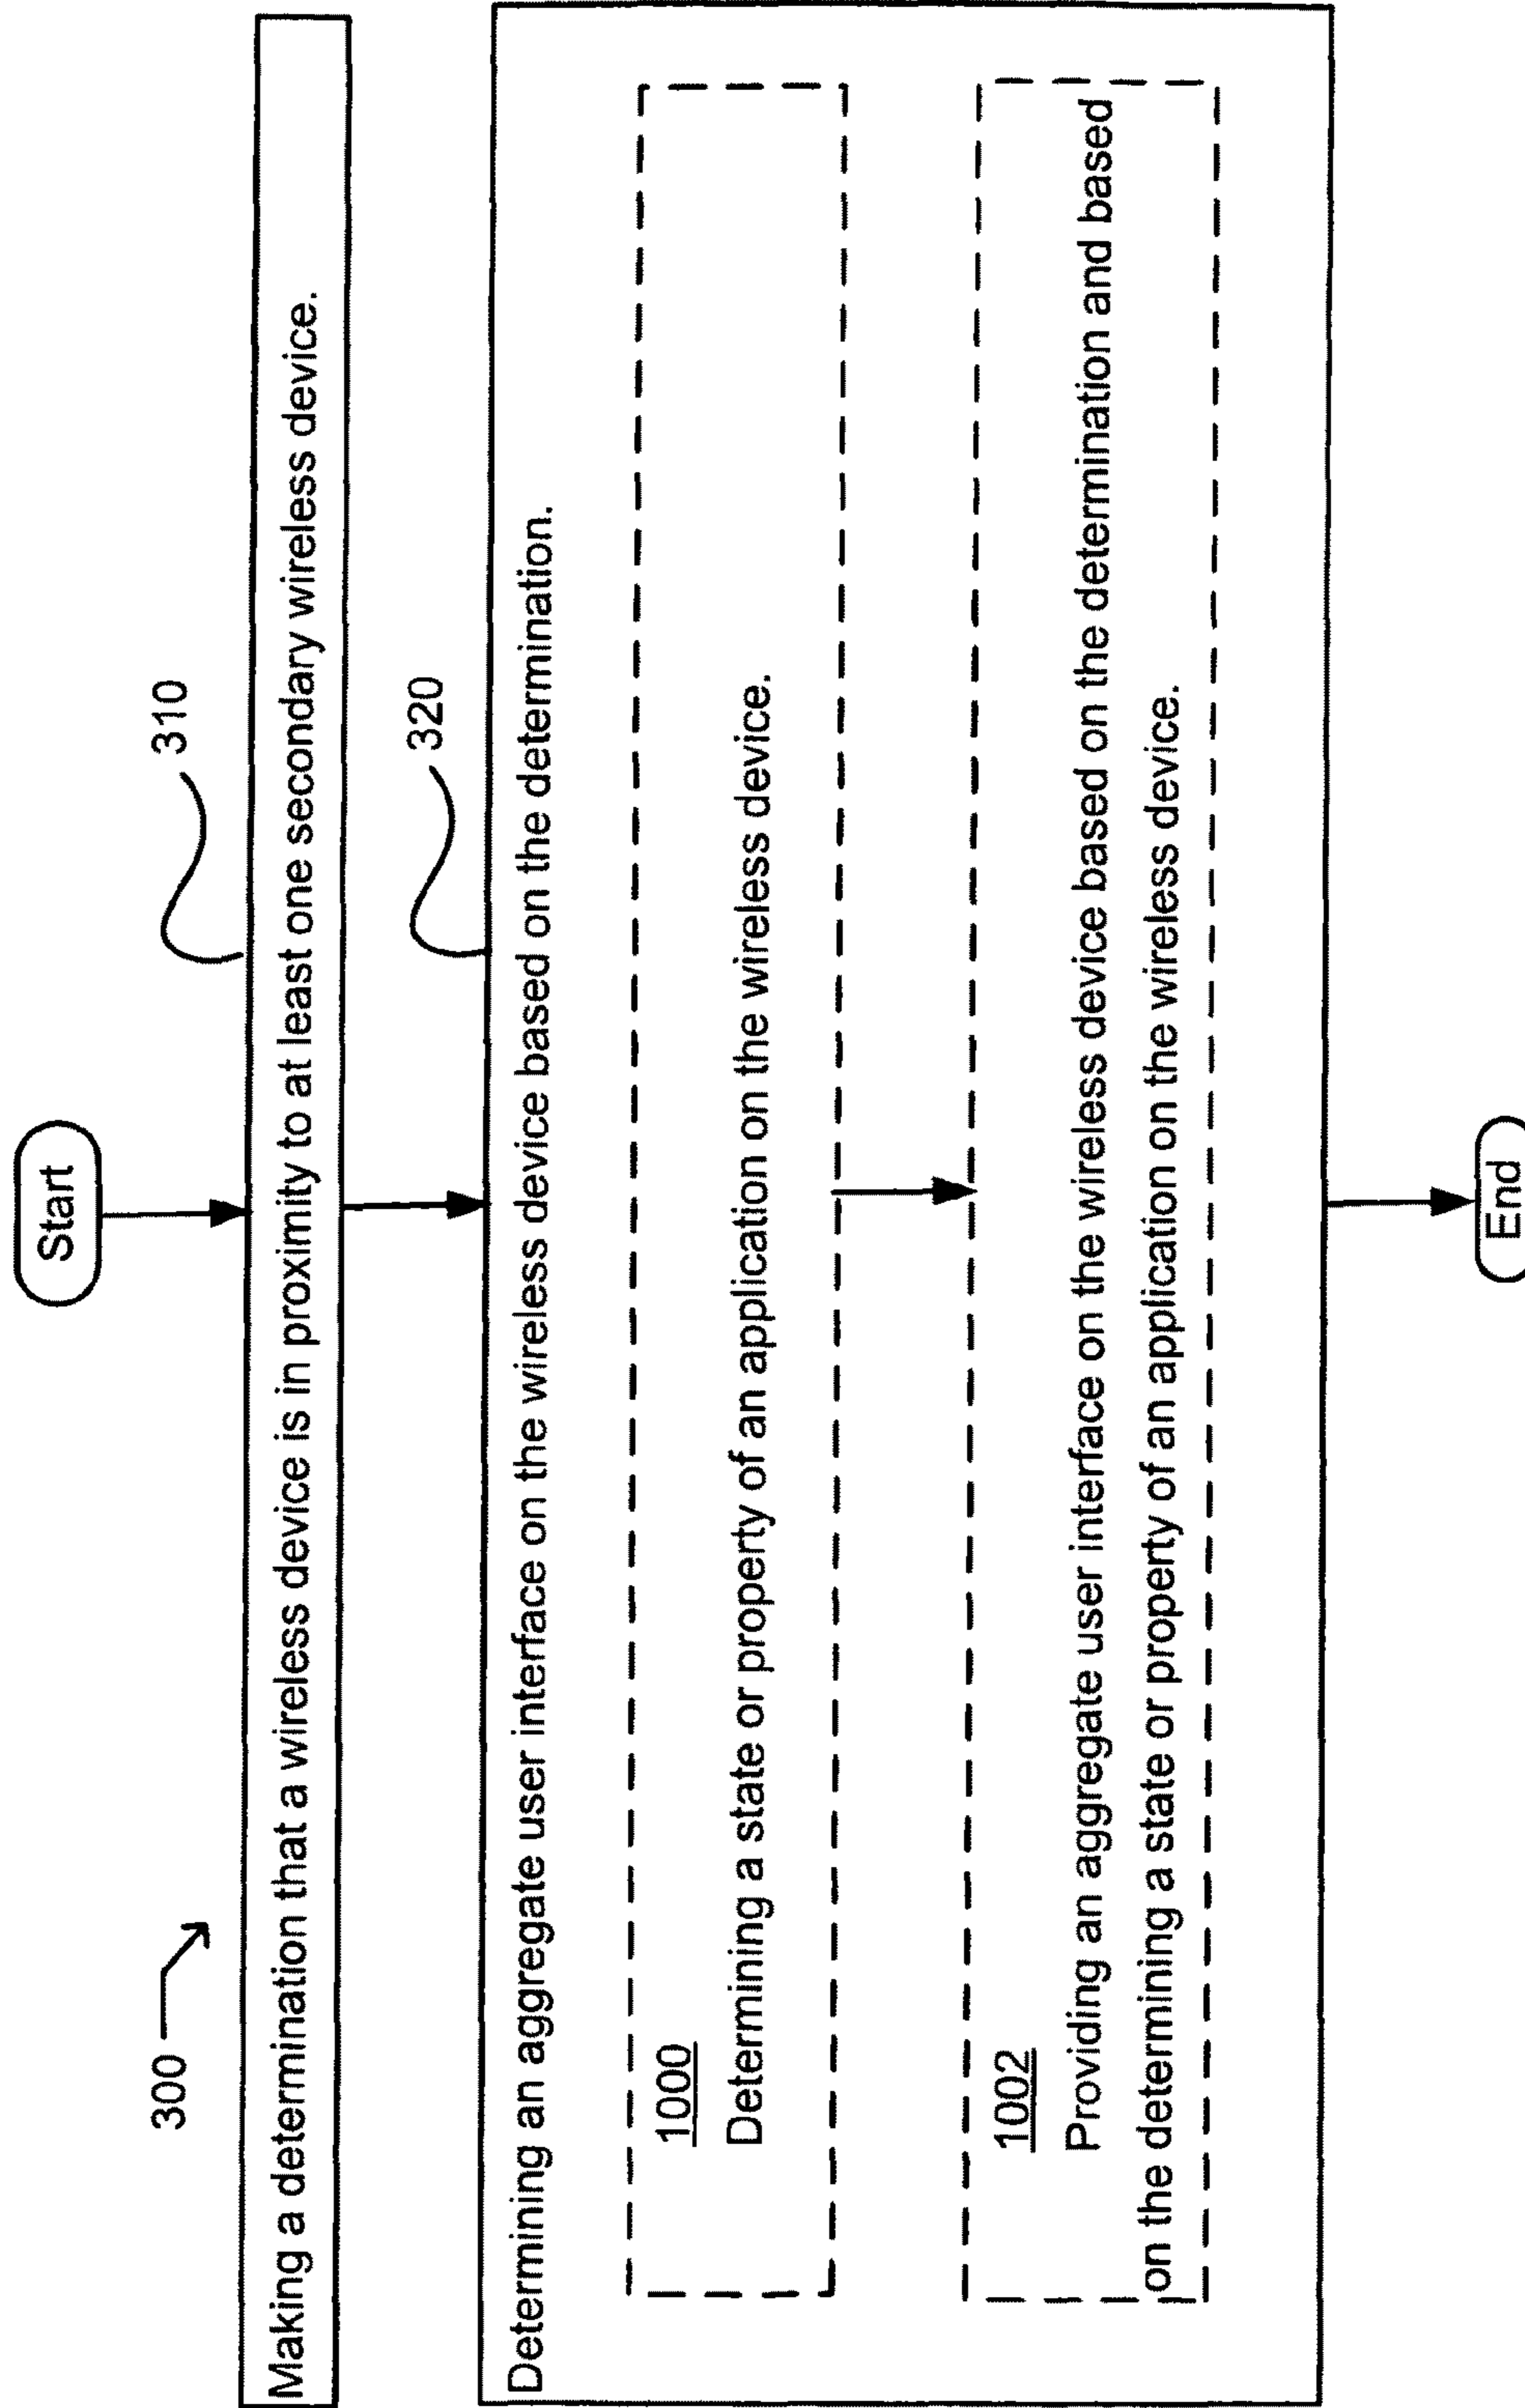 Start
300
310
Making a determination that a wireless device is in proximity to at least one secondary wireless device.
320
Determining an aggregate user interface on the wireless device based on the determination.
1000
Determining a state or property of an application on the wireless device.
1002
Providing an aggregate user interface on the wireless device based on the determination and based
on the determining a state or property of an application on the wireless device.
End